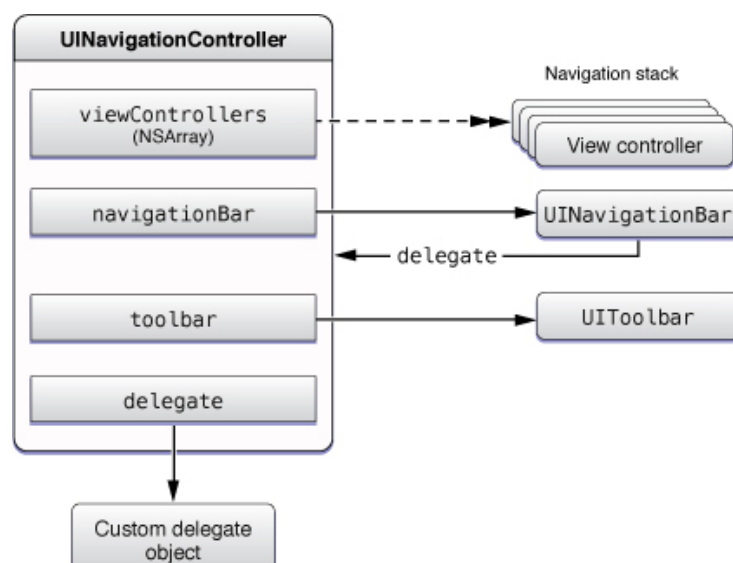 UINavigationController
Navigation stack
viewControllers
(NSArray)
View controller
navigationBar
UINavigationBar
delegate
toolbar
UIToolbar
delegate
Custom delegate
object